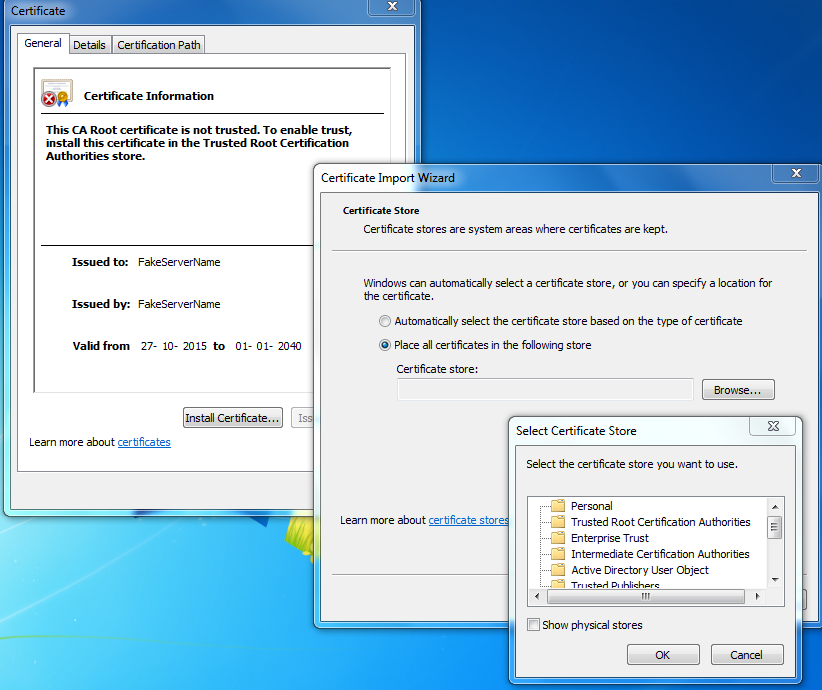 Certificate
General
Details
Certification Path
Certificate Information
This CA Root certificate is not trusted. To enable trust,
install this certificate in the Trusted Root Certification
Authorities store.
Issued to: FakeServerName
Issued by: FakeServerName
Valid from 27- 10- 2015 to 01- 01- 2040
Install Certificate...
Iss
Learn more about certificates
Certificate Import Wizard
Certificate Store
Certificate stores are system areas where certificates are kept.
Windows can automatically select a certificate store, or you can specify a location for
the certificate.
Automatically select the certificate store based on the type of certificate
Place all certificates in the following store
Certificate store:
Browse...
Learn more about certificate stores
Select Certificate Store
Select the certificate store you want to use.
Personal
Trusted Root Certification Authorities
Enterprise Trust
Intermediate Certification Authorities
Active Directory User Object
Trusted Publishers
Show physical stores
OK
Cancel